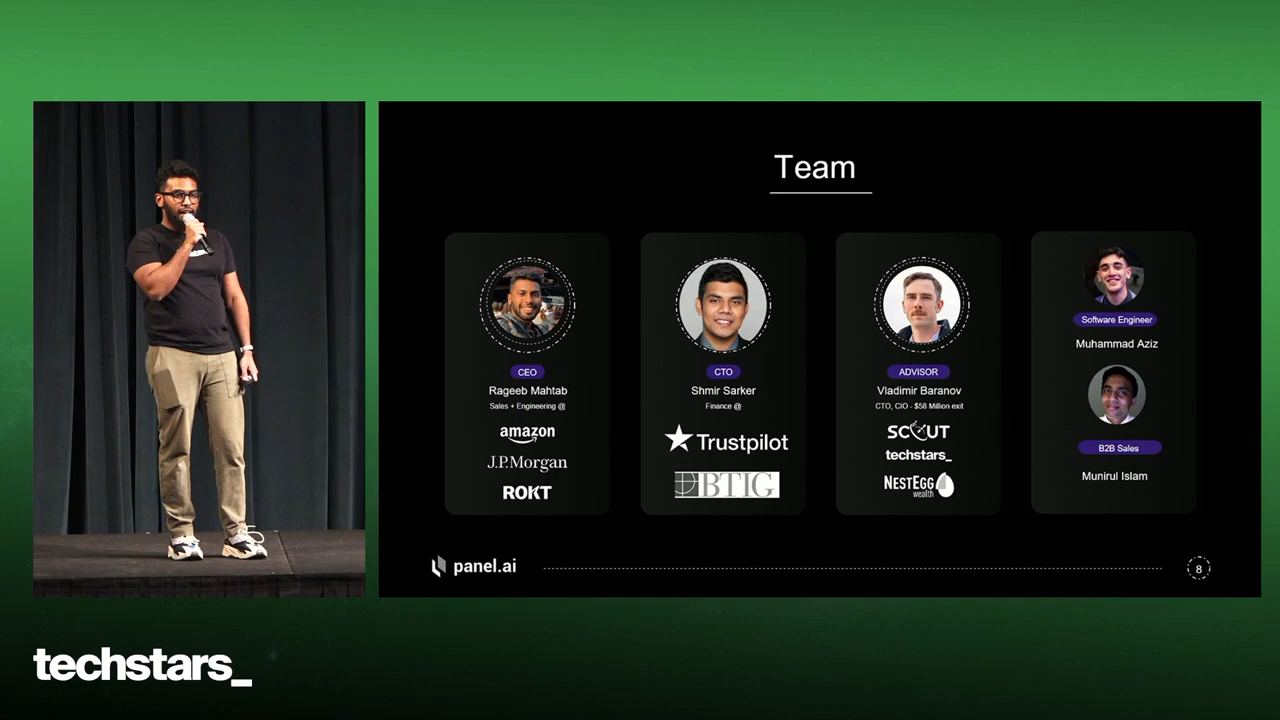 Team
CEO
Rageeb Mahtab
Sales + Engineering @
amazon
J.P.Morgan
ROKT
CTO
Shmir Sarker
Finance @
Trustpilot
BTIG
ADVISOR
Vladimir Baranov
CTO, CIO - $58 Million exit
SCOUT
techstars_
NESTEGG
wealth
Software Engineer
Muhammad Aziz
B2B Sales
Munirul Islam
panel.ai
8
techstars_